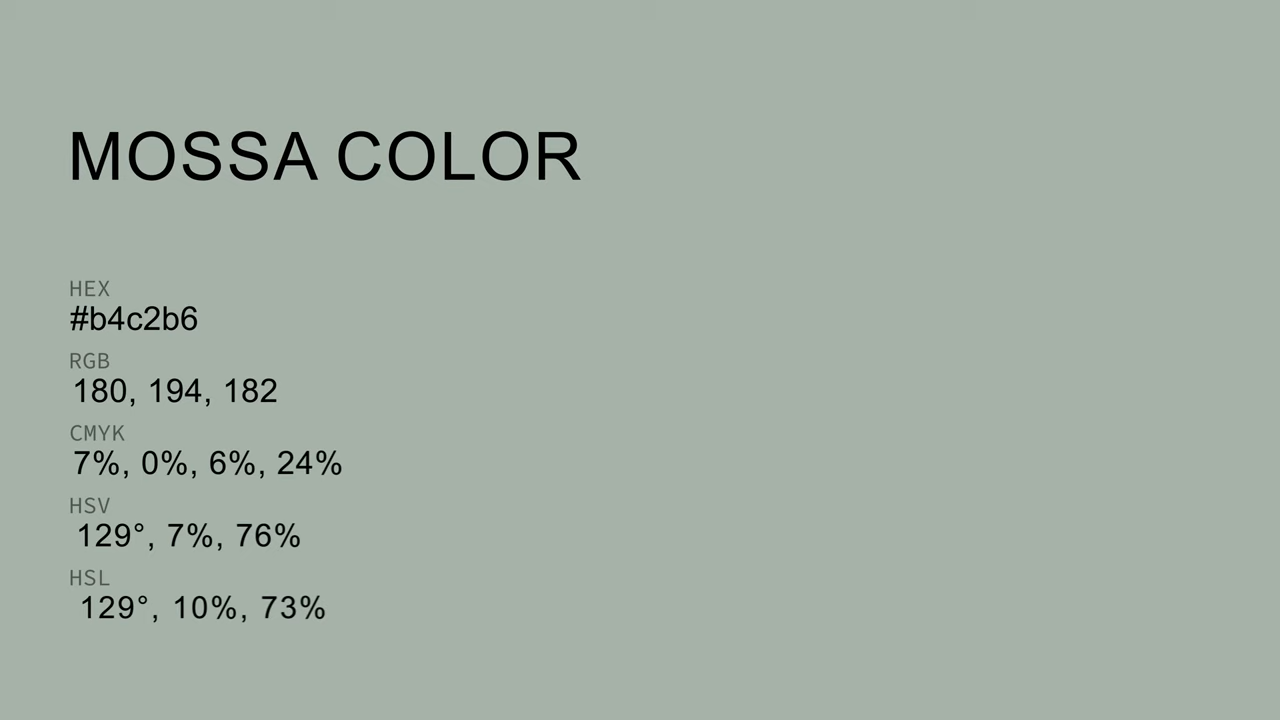 MOSSA COLOR
HEX
#b4c2b6
RGB
180, 194, 182
CMYK
7%, 0%, 6%, 24%
HSV
129°, 7%, 76%
HSL
129°, 10%, 73%